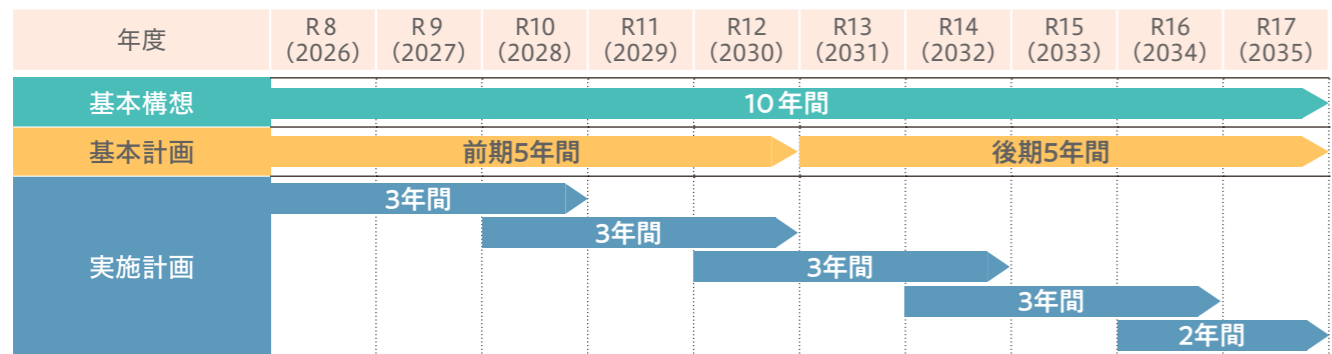 年度
R8
(2026)
R9
(2027)
R10
(2028)
R11
(2029)
R12
(2030)
R13
(2031)
R14
(2032)
R15
(2033)
R16
(2034)
R17
(2035)
基本構想
10年間
基本計画
前期5年間
後期5年間
実施計画
3年間
3年間
3年間
3年間
2年間